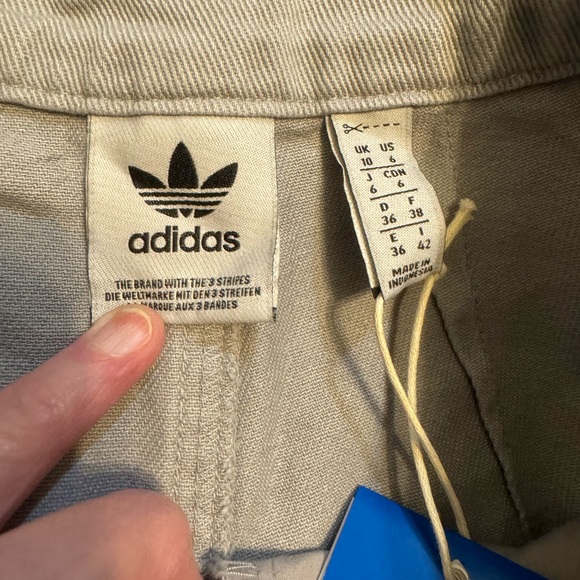 adidas
THE BRAND WITH THE 3 STRIPES
DIE WELTMARKE MIT DEN 3 STREIFEN
MARQUE AUX 3 BANDES
UK US
10 6
J CDN
6 6
D F
36 38
E I
36 42
MADE IN
INDONESIA